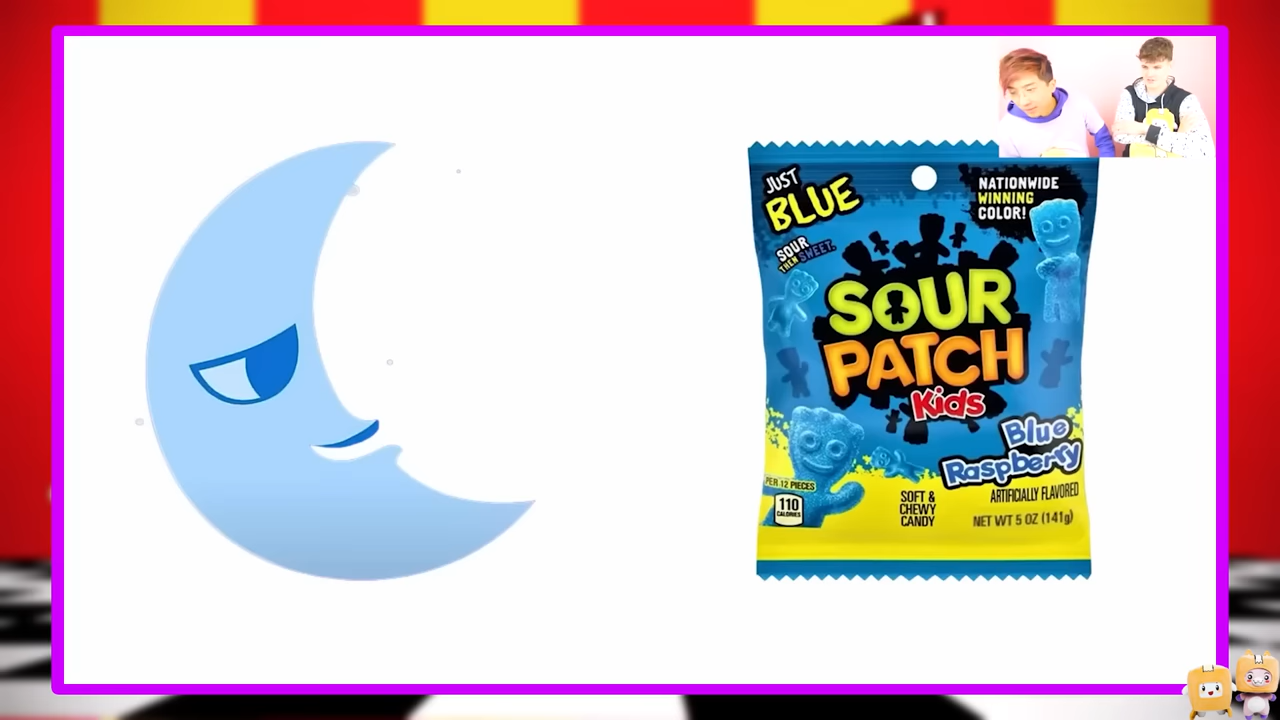 JUST
BLUE
SOUR
THEN SWEET.
NATIONWIDE
WINNING
COLOR!
SOUR
PATCH
Kids
Blue
Raspberry
ARTIFICIALLY FLAVORED
PER 12 PIECES
110
CALORIES
SOFT &
CHEWY
CANDY
NET WT 5 OZ (141g)